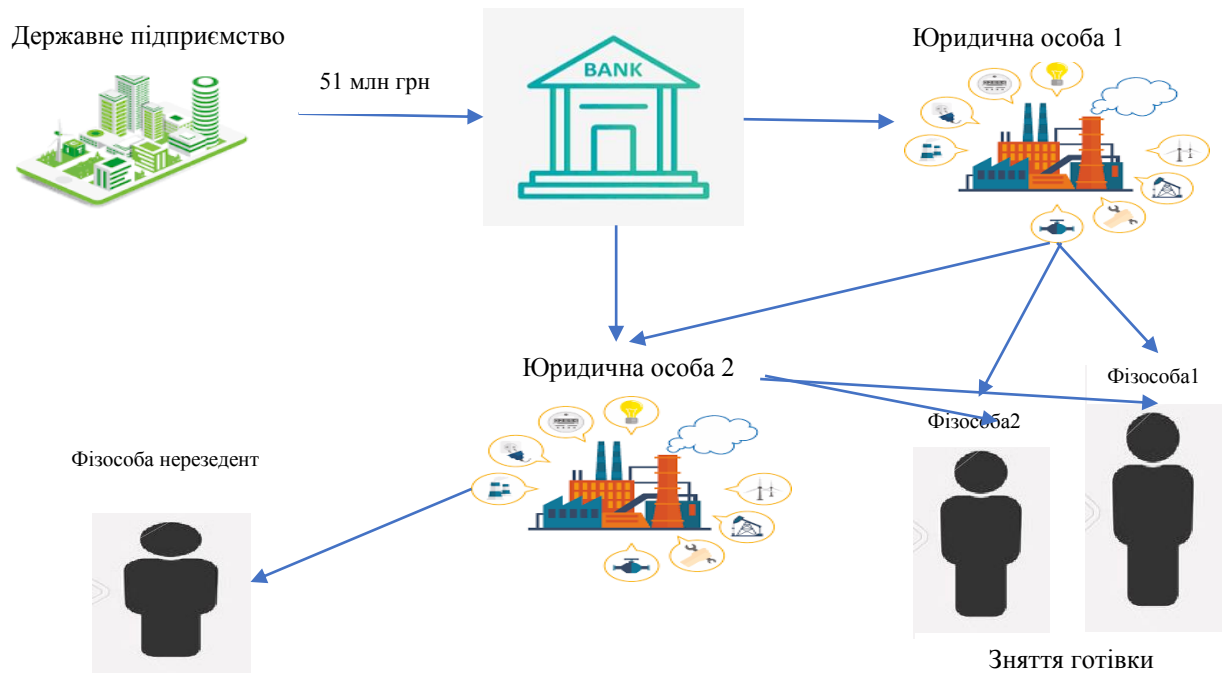 Державне підприємство
51 млн грн
BANK
Юридична особа 1
Юридична особа 2
Фізособа1
Фізособа2
Фізособа нерезедент
Зняття готівки